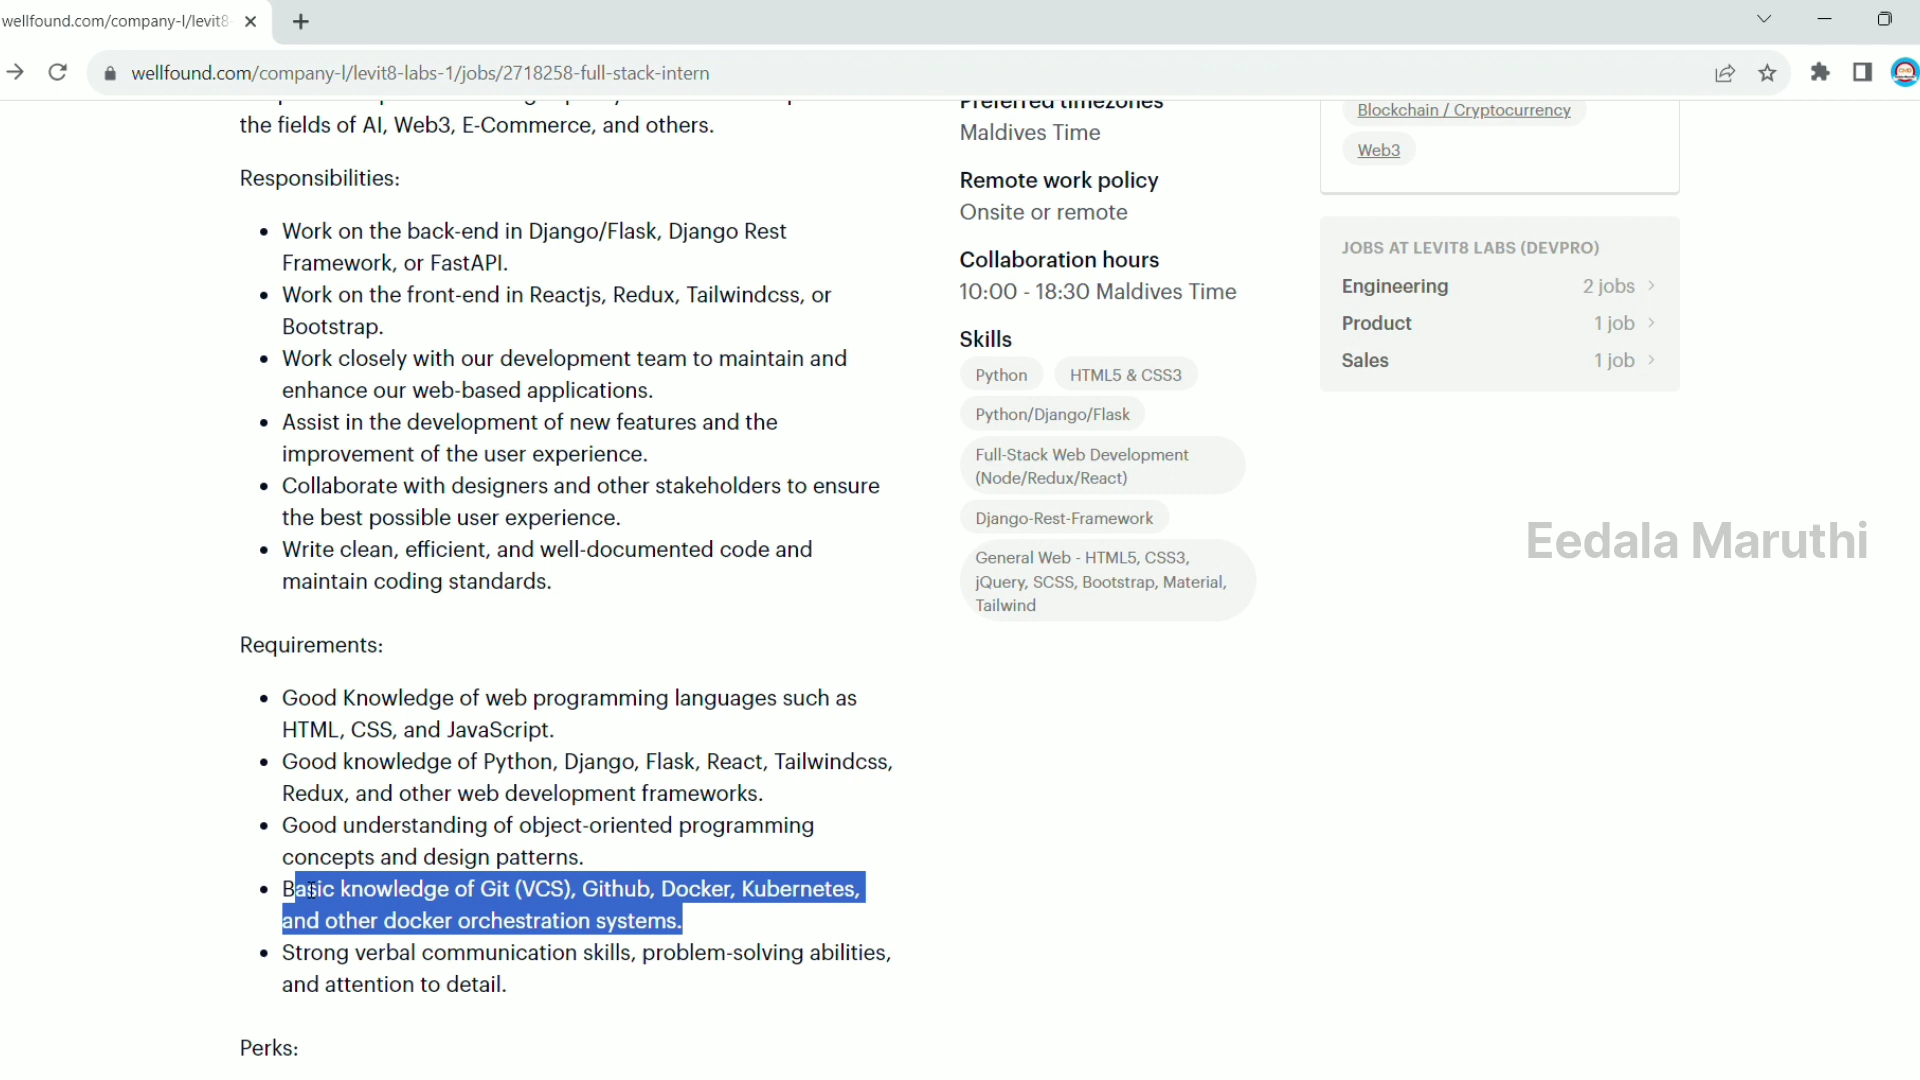 wellfound.com/company-l/levit8-
wellfound.com/company-l/levit8-labs-1/jobs/2718258-full-stack-intern
the fields of AI, Web3, E-Commerce, and others.
Responsibilities:
• Work on the back-end in Django/Flask, Django Rest
Framework, or FastAPI.
• Work on the front-end in Reactjs, Redux, Tailwindcss, or
Bootstrap.
• Work closely with our development team to maintain and
enhance our web-based applications.
• Assist in the development of new features and the
improvement of the user experience.
• Collaborate with designers and other stakeholders to ensure
the best possible user experience.
• Write clean, efficient, and well-documented code and
maintain coding standards.
Requirements:
• Good Knowledge of web programming languages such as
HTML, CSS, and JavaScript.
• Good knowledge of Python, Django, Flask, React, Tailwindcss,
Redux, and other web development frameworks.
• Good understanding of object-oriented programming
concepts and design patterns.
• Basic knowledge of Git (VCS), Github, Docker, Kubernetes,
and other docker orchestration systems.
• Strong verbal communication skills, problem-solving abilities,
and attention to detail.
Perks:
Preferred timezones
Maldives Time
Remote work policy
Onsite or remote
Collaboration hours
10:00 - 18:30 Maldives Time
Skills
Python
HTML5 & CSS3
Python/Django/Flask
Full-Stack Web Development
(Node/Redux/React)
Django-Rest-Framework
General Web - HTML5, CSS3,
jQuery, SCSS, Bootstrap, Material,
Tailwind
Blockchain / Cryptocurrency
Web3
JOBS AT LEVIT8 LABS (DEVPRO)
Engineering 2 jobs
Product 1 job
Sales 1 job
Eedala Maruthi